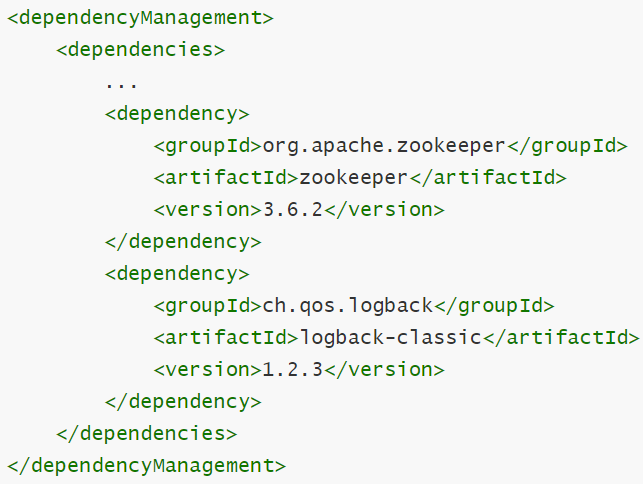 <dependencyManagement>
    <dependencies>
        ...
        <dependency>
            <groupId>org.apache.zookeeper</groupId>
            <artifactId>zookeeper</artifactId>
            <version>3.6.2</version>
        </dependency>
        <dependency>
            <groupId>ch.qos.logback</groupId>
            <artifactId>logback-classic</artifactId>
            <version>1.2.3</version>
        </dependency>
    </dependencies>
</dependencyManagement>